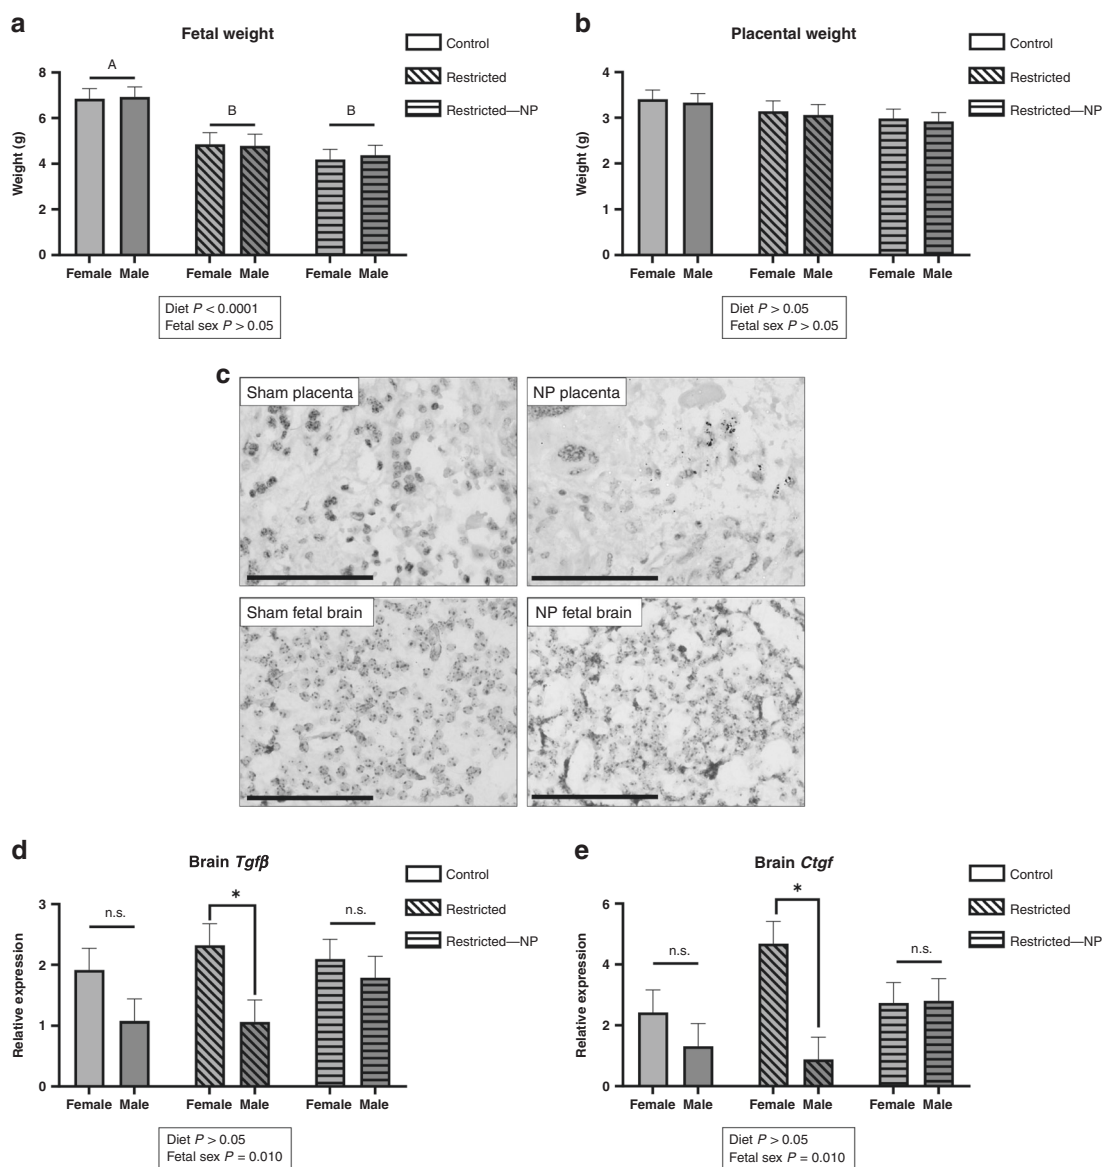 a
Fetal weight
Control
Restricted
Restricted—NP
8
6
4
2
0
Weight (g)
A
B
B
Female Male Female Male Female Male
Diet P < 0.0001
Fetal sex P > 0.05
b
Placental weight
Control
Restricted
Restricted—NP
4
3
2
1
0
Weight (g)
Female Male Female Male Female Male
Diet P > 0.05
Fetal sex P > 0.05
c
Sham placenta
NP placenta
Sham fetal brain
NP fetal brain
d
Brain Tgfβ
Control
Restricted
Restricted—NP
3
2
1
0
Relative expression
n.s.
*
n.s.
Female Male Female Male Female Male
Diet P > 0.05
Fetal sex P = 0.010
e
Brain Ctgf
Control
Restricted
Restricted—NP
6
4
2
0
Relative expression
n.s.
*
n.s.
Female Male Female Male Female Male
Diet P > 0.05
Fetal sex P = 0.010